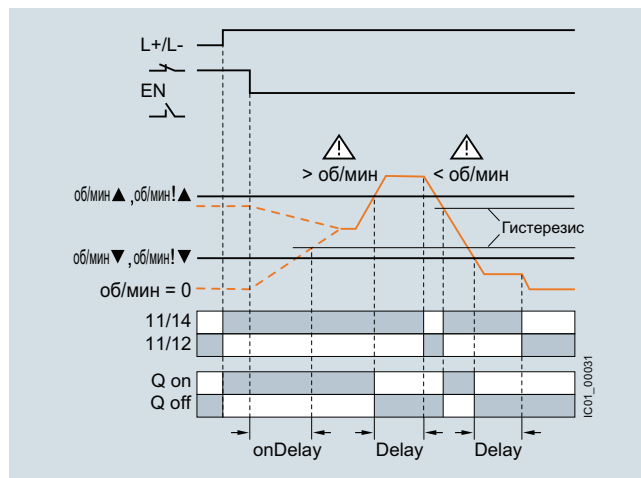 L+/L-
EN
> об/мин
< об/мин
об/мин▲,об/мин!▲
Гистерезис
об/мин▼,об/мин!▼
об/мин = 0
11/14
11/12
Q on
Q off
IC01_00031
onDelay
Delay
Delay